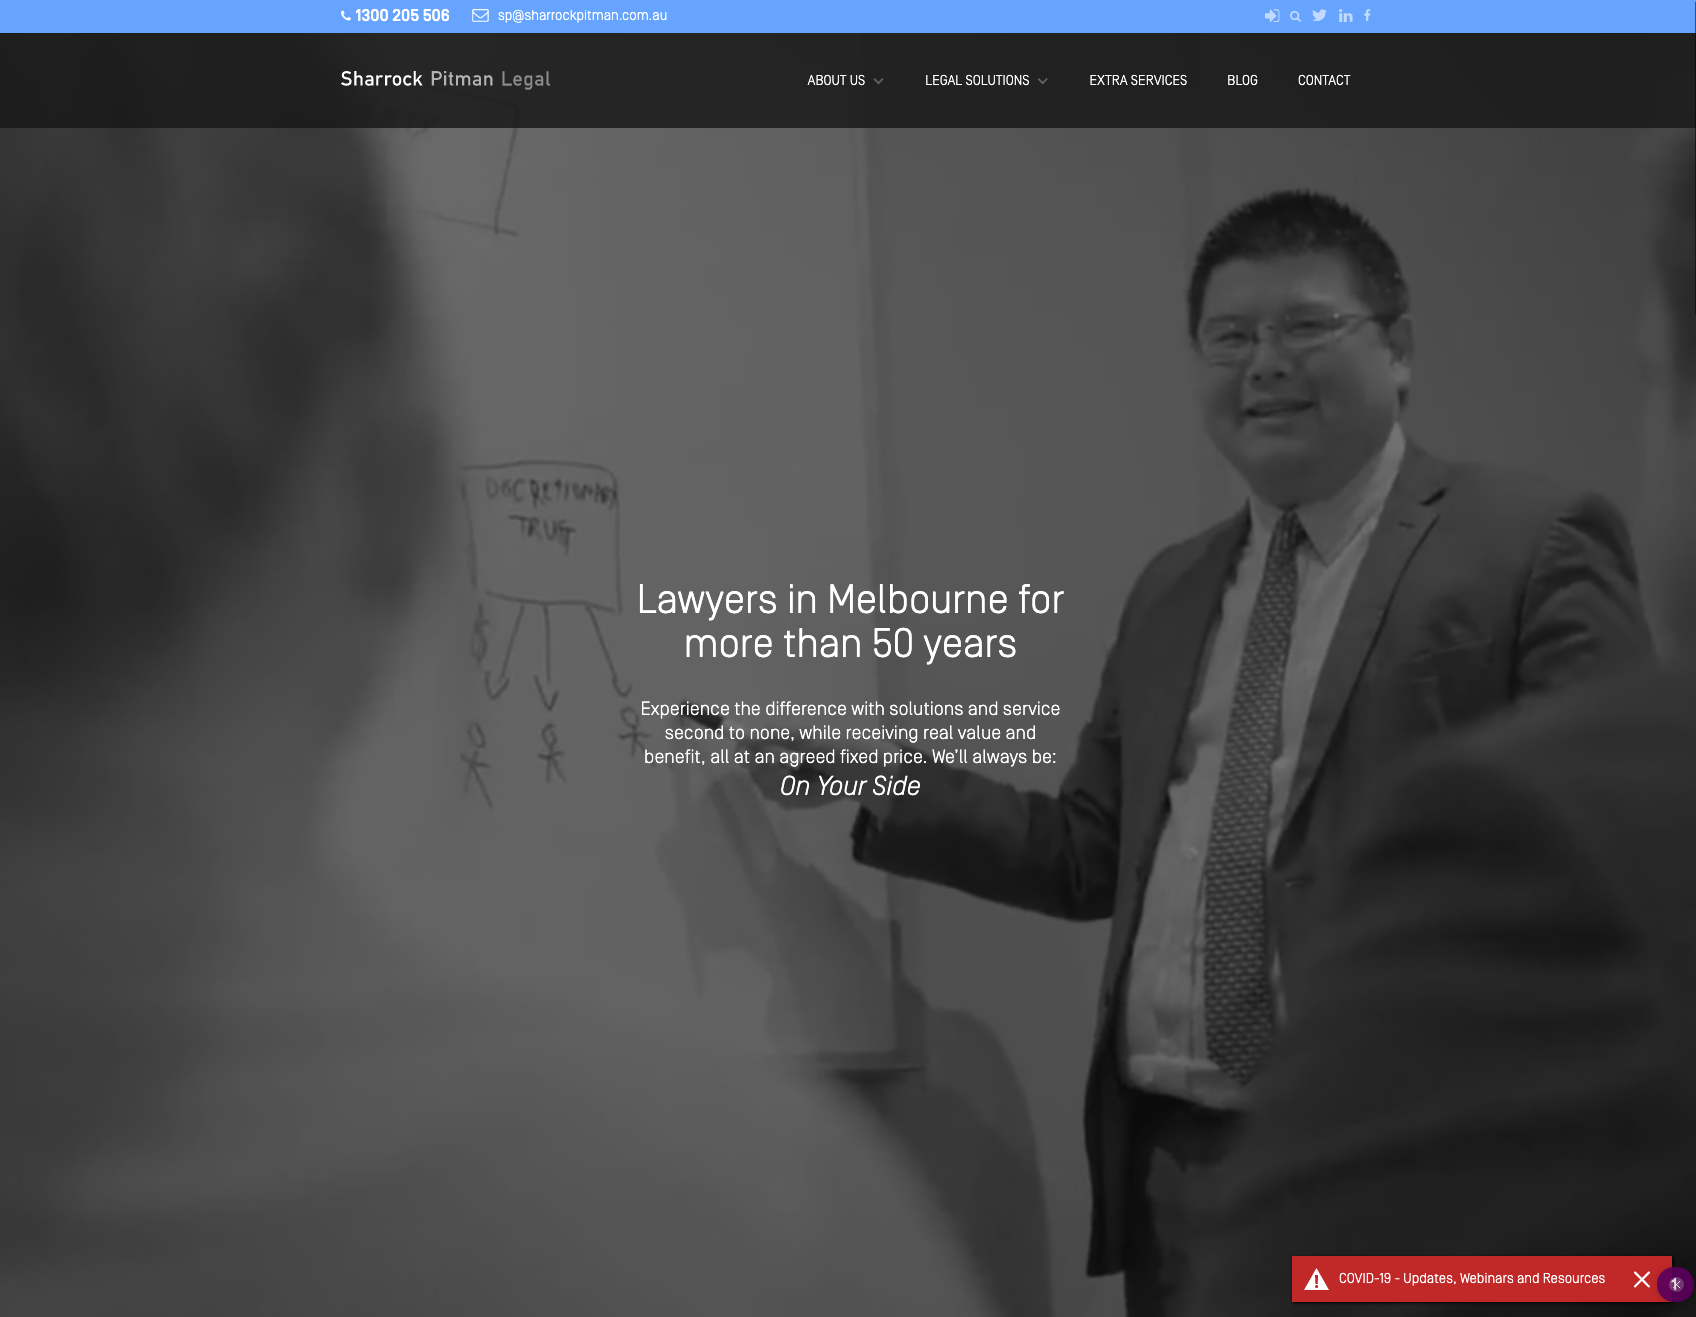 1300 205 506 sp@sharrockpitman.com.au
Sharrock Pitman Legal
ABOUT US LEGAL SOLUTIONS EXTRA SERVICES BLOG CONTACT
DISCRETIONARY
TRUST
Lawyers in Melbourne for
more than 50 years
Experience the difference with solutions and service
second to none, while receiving real value and
benefit, all at an agreed fixed price. We'll always be:
On Your Side
COVID-19 - Updates, Webinars and Resources